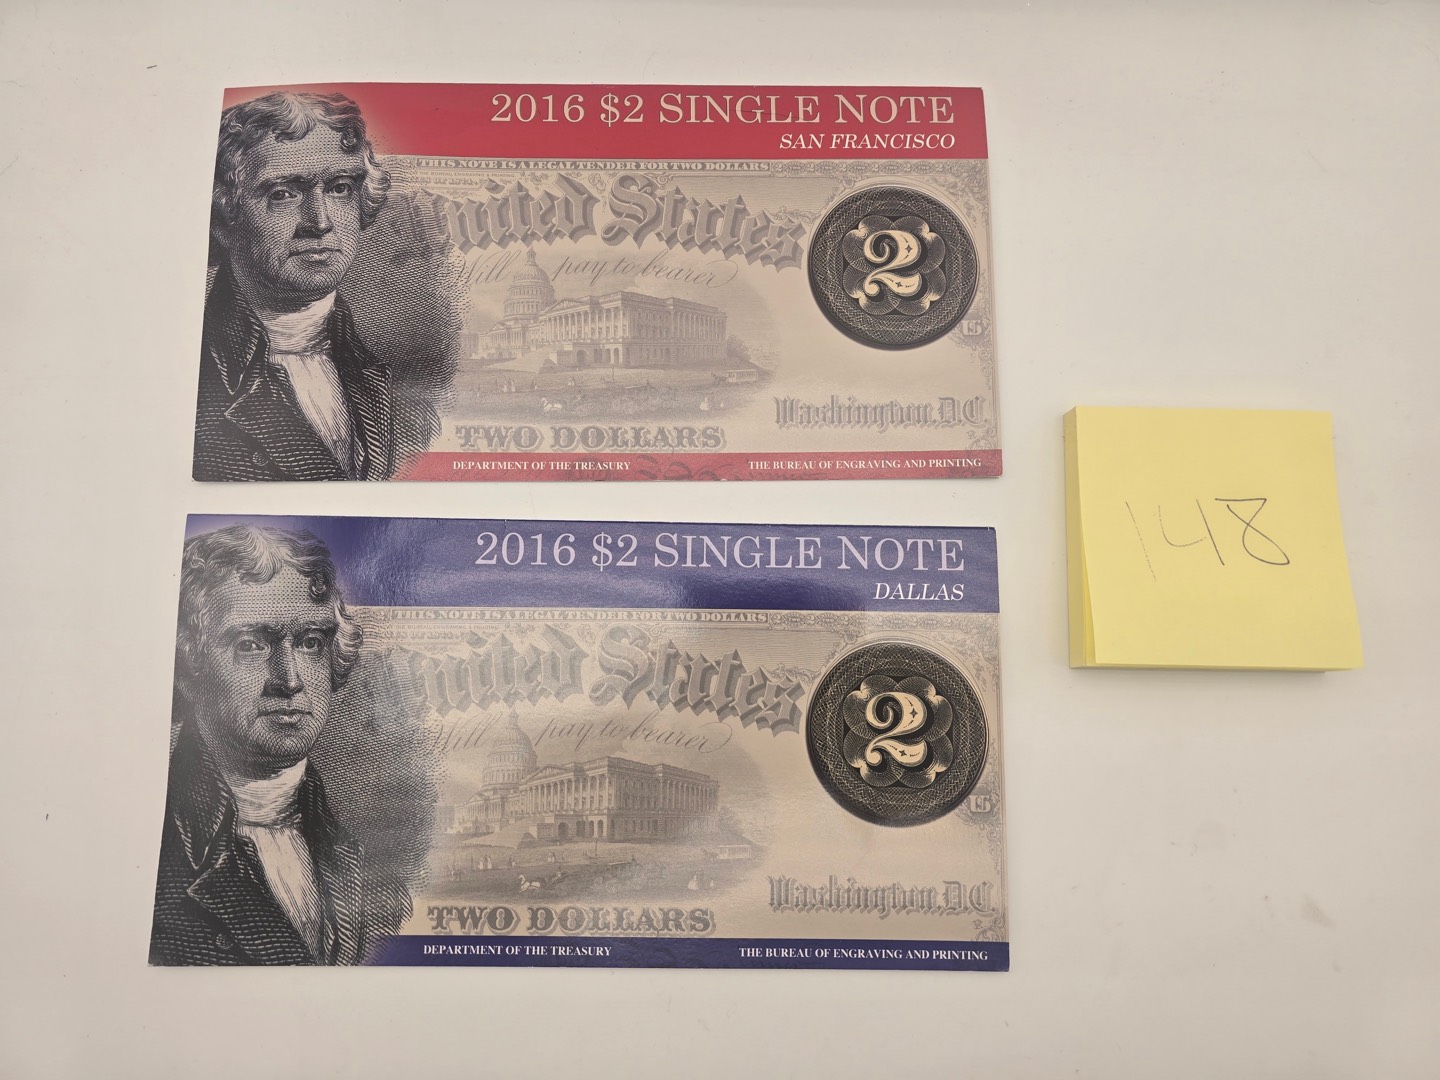 2016 $2 SINGLE NOTE
SAN FRANCISCO
THIS NOTE IS A LEGAL TENDER FOR TWO DOLLARS
United States
Will pay to bearer
2
Washington, D.C.
TWO DOLLARS
DEPARTMENT OF THE TREASURY THE BUREAU OF ENGRAVING AND PRINTING
2016 $2 SINGLE NOTE
DALLAS
THIS NOTE IS A LEGAL TENDER FOR TWO DOLLARS
United States
Will pay to bearer
2
Washington, D.C.
TWO DOLLARS
DEPARTMENT OF THE TREASURY THE BUREAU OF ENGRAVING AND PRINTING
148